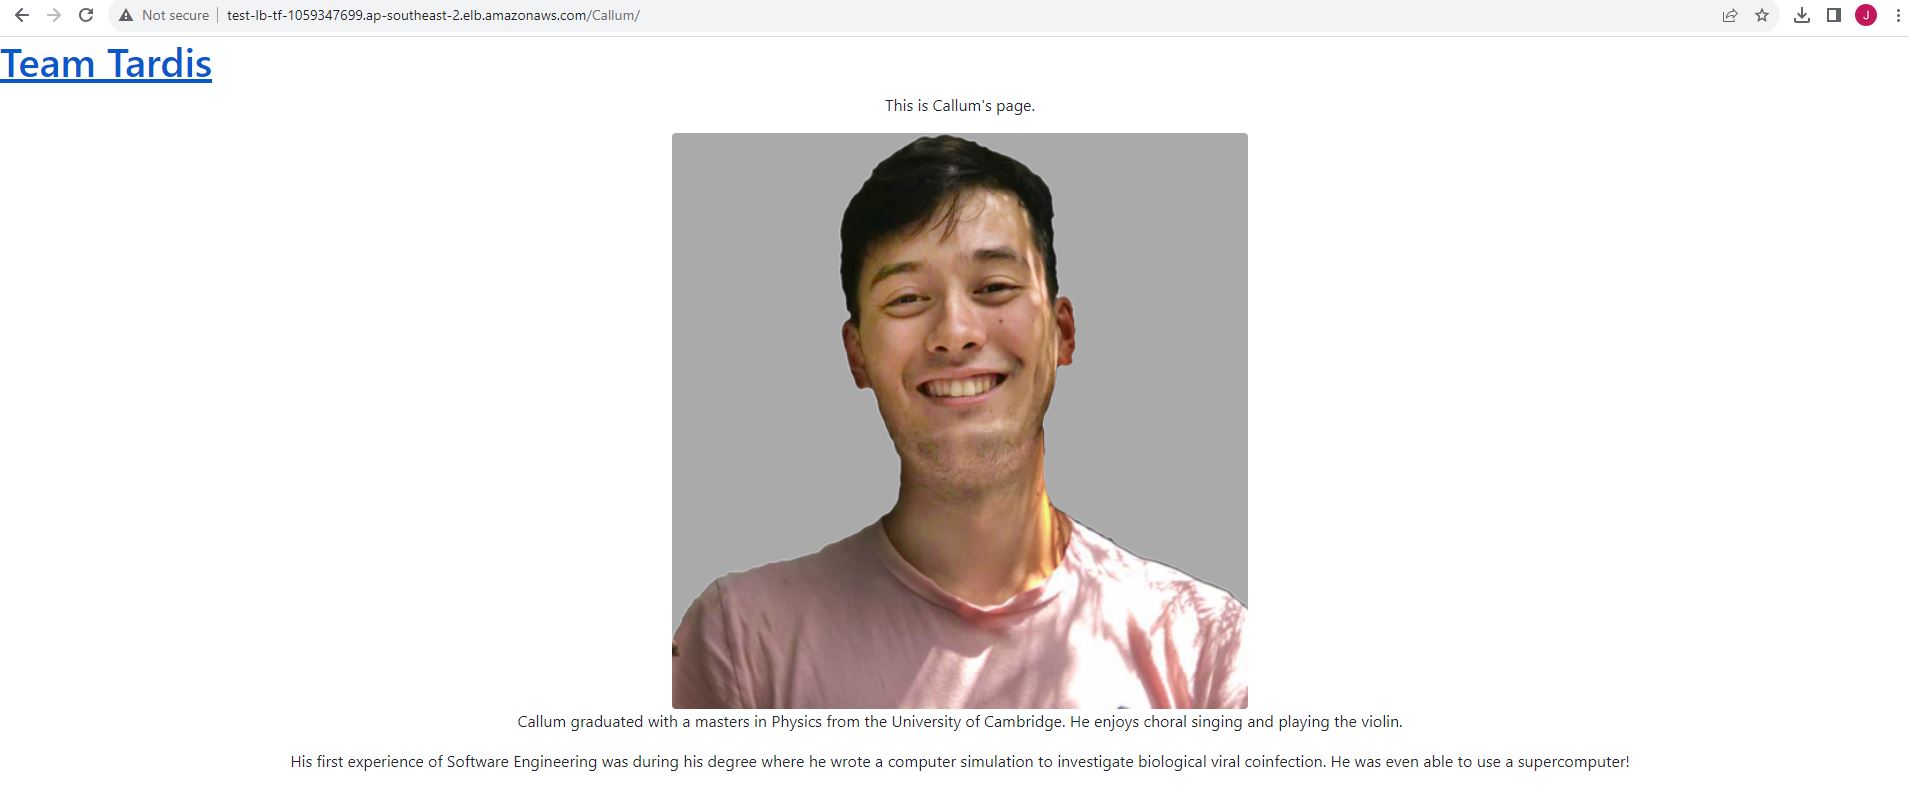 Not secure test-lb-tf-1059347699.ap-southeast-2.elb.amazonaws.com/Callum/
J
Team Tardis
This is Callum's page.
Callum graduated with a masters in Physics from the University of Cambridge. He enjoys choral singing and playing the violin.
His first experience of Software Engineering was during his degree where he wrote a computer simulation to investigate biological viral coinfection. He was even able to use a supercomputer!